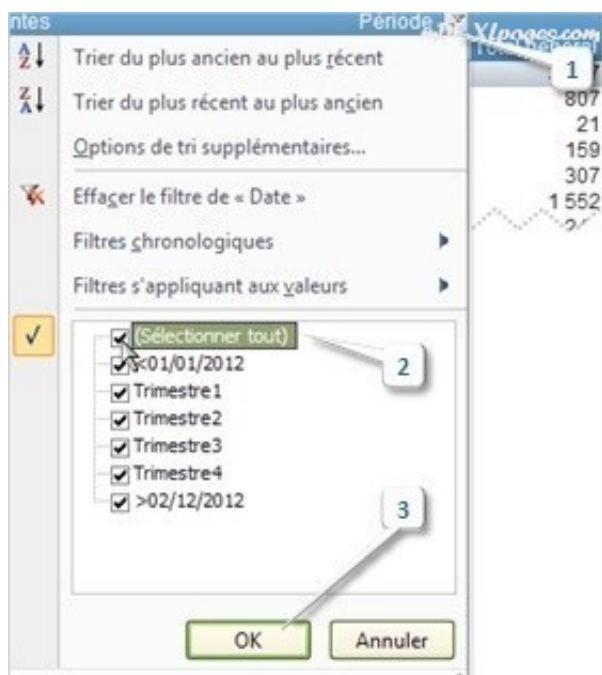 ntes
Période
Xlpages.com
Total général
1
Trier du plus ancien au plus récent
Trier du plus récent au plus ancien
Options de tri supplémentaires...
Effacer le filtre de « Date »
Filtres chronologiques
Filtres s'appliquant aux valeurs
807
21
159
307
1 552
(Sélectionner tout)
2
<01/01/2012
Trimestre1
Trimestre2
Trimestre3
Trimestre4
>02/12/2012
3
OK
Annuler